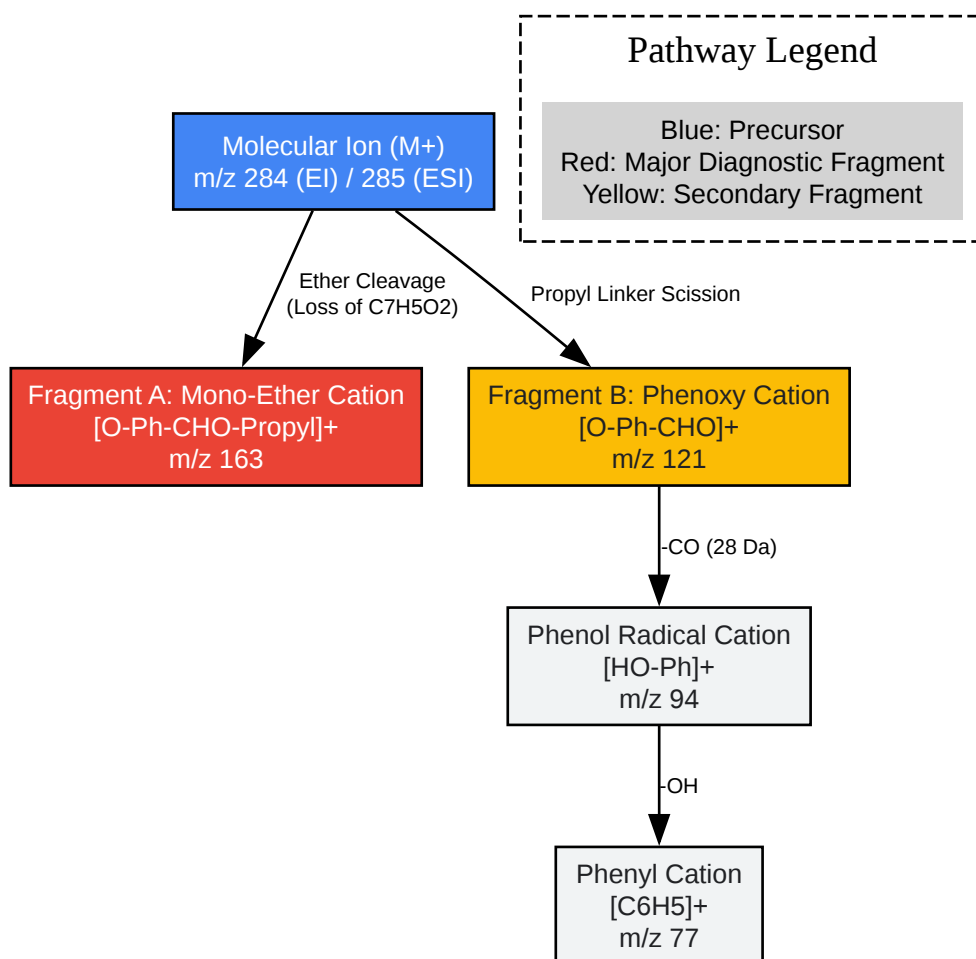 Pathway Legend
Blue: Precursor
Red: Major Diagnostic Fragment
Yellow: Secondary Fragment
Molecular Ion (M+)
m/z 284 (EI) / 285 (ESI)
Ether Cleavage
(Loss of C7H5O2)
Propyl Linker Scission
Fragment A: Mono-Ether Cation
[O-Ph-CHO-Propyl]+
m/z 163
Fragment B: Phenoxy Cation
[O-Ph-CHO]+
m/z 121
-CO (28 Da)
Phenol Radical Cation
[HO-Ph]+
m/z 94
-OH
Phenyl Cation
[C6H5]+
m/z 77